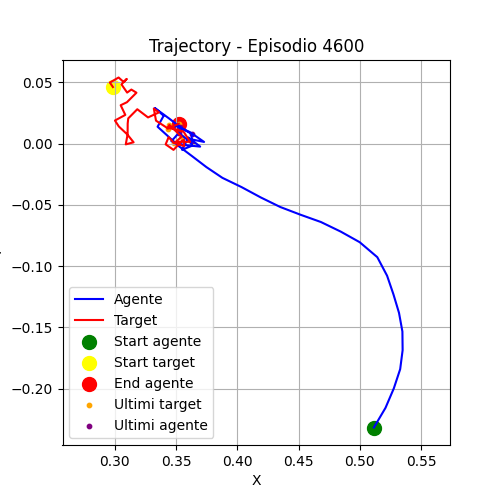 Trajectory - Episodio 4600
0.05
0.00
−0.05
−0.10
−0.15
−0.20
Agente
Target
Start agente
Start target
End agente
Ultimi target
Ultimi agente
0.30 0.35 0.40 0.45 0.50 0.55
X